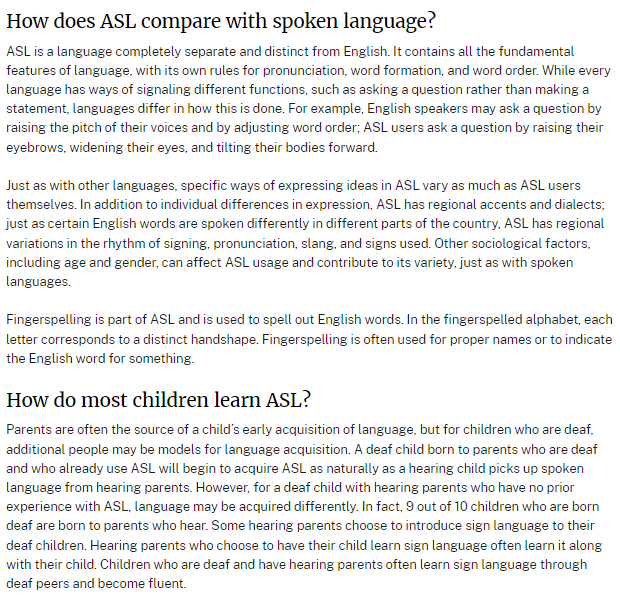 How does ASL compare with spoken language?
ASL is a language completely separate and distinct from English. It contains all the fundamental
features of language, with its own rules for pronunciation, word formation, and word order. While every
language has ways of signaling different functions, such as asking a question rather than making a
statement, languages differ in how this is done. For example, English speakers may ask a question by
raising the pitch of their voices and by adjusting word order; ASL users ask a question by raising their
eyebrows, widening their eyes, and tilting their bodies forward.
Just as with other languages, specific ways of expressing ideas in ASL vary as much as ASL users
themselves. In addition to individual differences in expression, ASL has regional accents and dialects;
just as certain English words are spoken differently in different parts of the country, ASL has regional
variations in the rhythm of signing, pronunciation, slang, and signs used. Other sociological factors,
including age and gender, can affect ASL usage and contribute to its variety, just as with spoken
languages.
Fingerspelling is part of ASL and is used to spell out English words. In the fingerspelled alphabet, each
letter corresponds to a distinct handshape. Fingerspelling is often used for proper names or to indicate
the English word for something.
How do most children learn ASL?
Parents are often the source of a child's early acquisition of language, but for children who are deaf,
additional people may be models for language acquisition. A deaf child born to parents who are deaf
and who already use ASL will begin to acquire ASL as naturally as a hearing child picks up spoken
language from hearing parents. However, for a deaf child with hearing parents who have no prior
experience with ASL, language may be acquired differently. In fact, 9 out of 10 children who are born
deaf are born to parents who hear. Some hearing parents choose to introduce sign language to their
deaf children. Hearing parents who choose to have their child learn sign language often learn it along
with their child. Children who are deaf and have hearing parents often learn sign language through
deaf peers and become fluent.